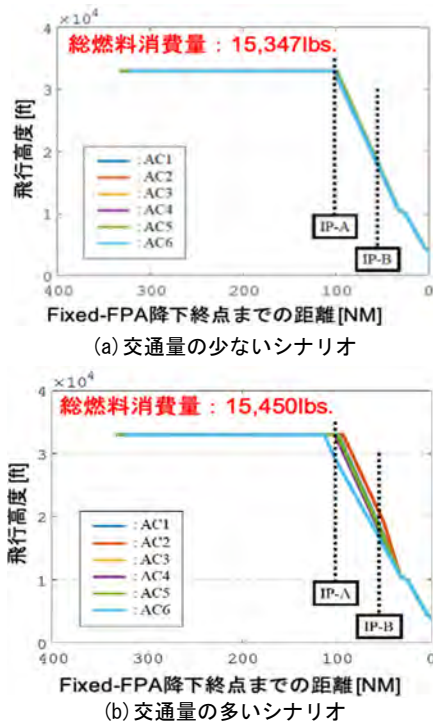 ×10⁴
総燃料消費量：15,347lbs.
4
3
2
1
0
飛行高度[ft]
: AC1
: AC2
: AC3
: AC4
: AC5
: AC6
IP-A
IP-B
400 300 200 100 0
Fixed-FPA降下終点までの距離[NM]
(a)交通量の少ないシナリオ
×10⁴
総燃料消費量：15,450lbs.
4
3
2
1
0
飛行高度[ft]
: AC1
: AC2
: AC3
: AC4
: AC5
: AC6
IP-A
IP-B
400 300 200 100 0
Fixed-FPA降下終点までの距離[NM]
(b)交通量の多いシナリオ